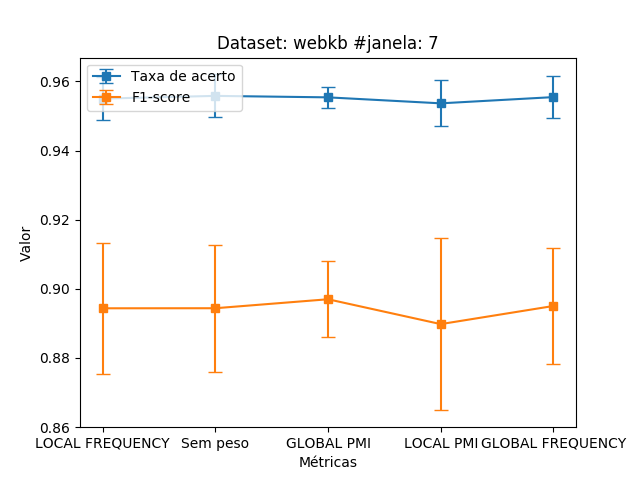 Dataset: webkb #janela: 7
Taxa de acerto
F1-score
0.96
0.94
0.92
0.90
0.88
0.86
Valor
LOCAL FREQUENCY Sem peso GLOBAL PMI LOCAL PMI GLOBAL FREQUENCY
Métricas